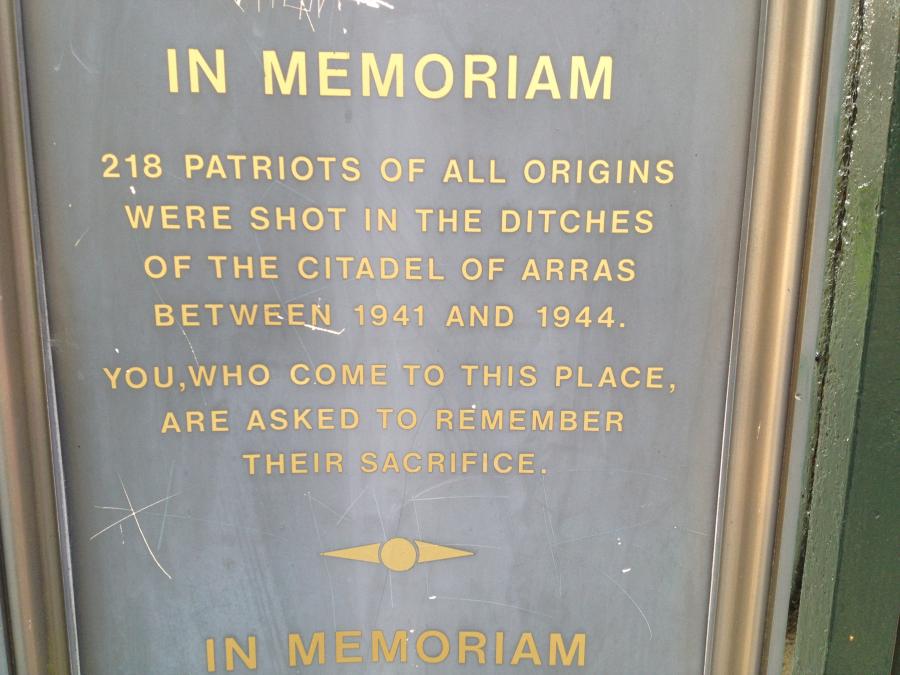 IN MEMORIAM
218 PATRIOTS OF ALL ORIGINS
WERE SHOT IN THE DITCHES
OF THE CITADEL OF ARRAS
BETWEEN 1941 AND 1944.
YOU,WHO COME TO THIS PLACE,
ARE ASKED TO REMEMBER
THEIR SACRIFICE.
IN MEMORIAM